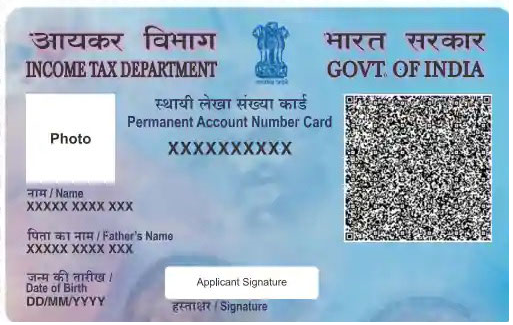 आयकर विभाग
INCOME TAX DEPARTMENT
भारत सरकार
GOVT. OF INDIA
स्थायी लेखा संख्या कार्ड
Permanent Account Number Card
XXXXXXXXXX
Photo
नाम / Name
XXXXX XXXX XXX
पिता का नाम / Father's Name
XXXXX XXXX XXX
जन्म की तारीख /
Date of Birth
DD/MM/YYYY
Applicant Signature
हस्ताक्षर / Signature